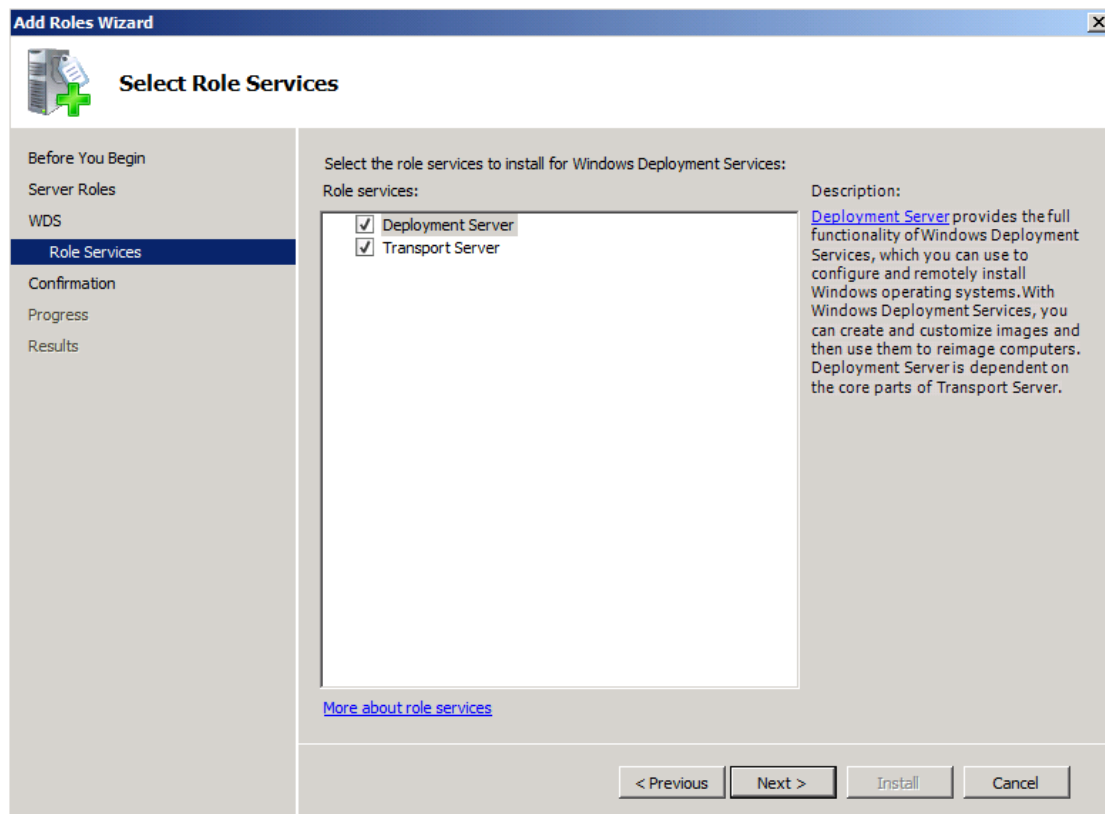 Add Roles Wizard
Select Role Services
Before You Begin
Server Roles
WDS
Role Services
Confirmation
Progress
Results
Select the role services to install for Windows Deployment Services:
Role services:
Deployment Server
Transport Server
More about role services
Description:
Deployment Server provides the full
functionality of Windows Deployment
Services, which you can use to
configure and remotely install
Windows operating systems. With
Windows Deployment Services, you
can create and customize images and
then use them to reimage computers.
Deployment Server is dependent on
the core parts of Transport Server.
< Previous
Next >
Install
Cancel